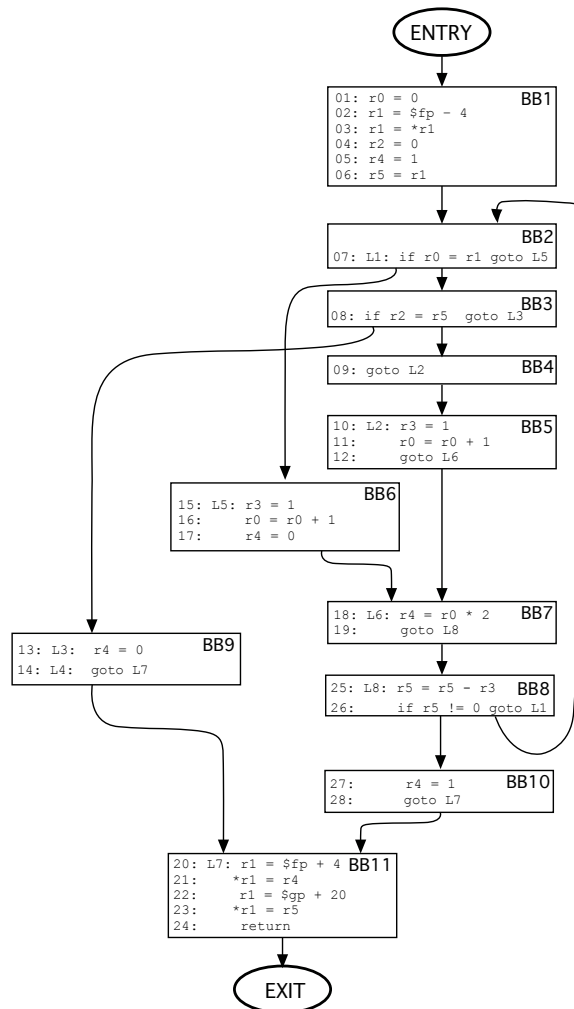 ENTRY
BB1
01: r0 = 0
02: r1 = $fp - 4
03: r1 = *r1
04: r2 = 0
05: r4 = 1
06: r5 = r1
BB2
07: L1: if r0 = r1 goto L5
BB3
08: if r2 = r5 goto L3
BB4
09: goto L2
BB5
10: L2: r3 = 1
11: r0 = r0 + 1
12: goto L6
BB6
15: L5: r3 = 1
16: r0 = r0 + 1
17: r4 = 0
BB7
18: L6: r4 = r0 * 2
19: goto L8
BB9
13: L3: r4 = 0
14: L4: goto L7
BB8
25: L8: r5 = r5 - r3
26: if r5 != 0 goto L1
BB10
27: r4 = 1
28: goto L7
BB11
20: L7: r1 = $fp + 4
21: *r1 = r4
22: r1 = $gp + 20
23: *r1 = r5
24: return
EXIT